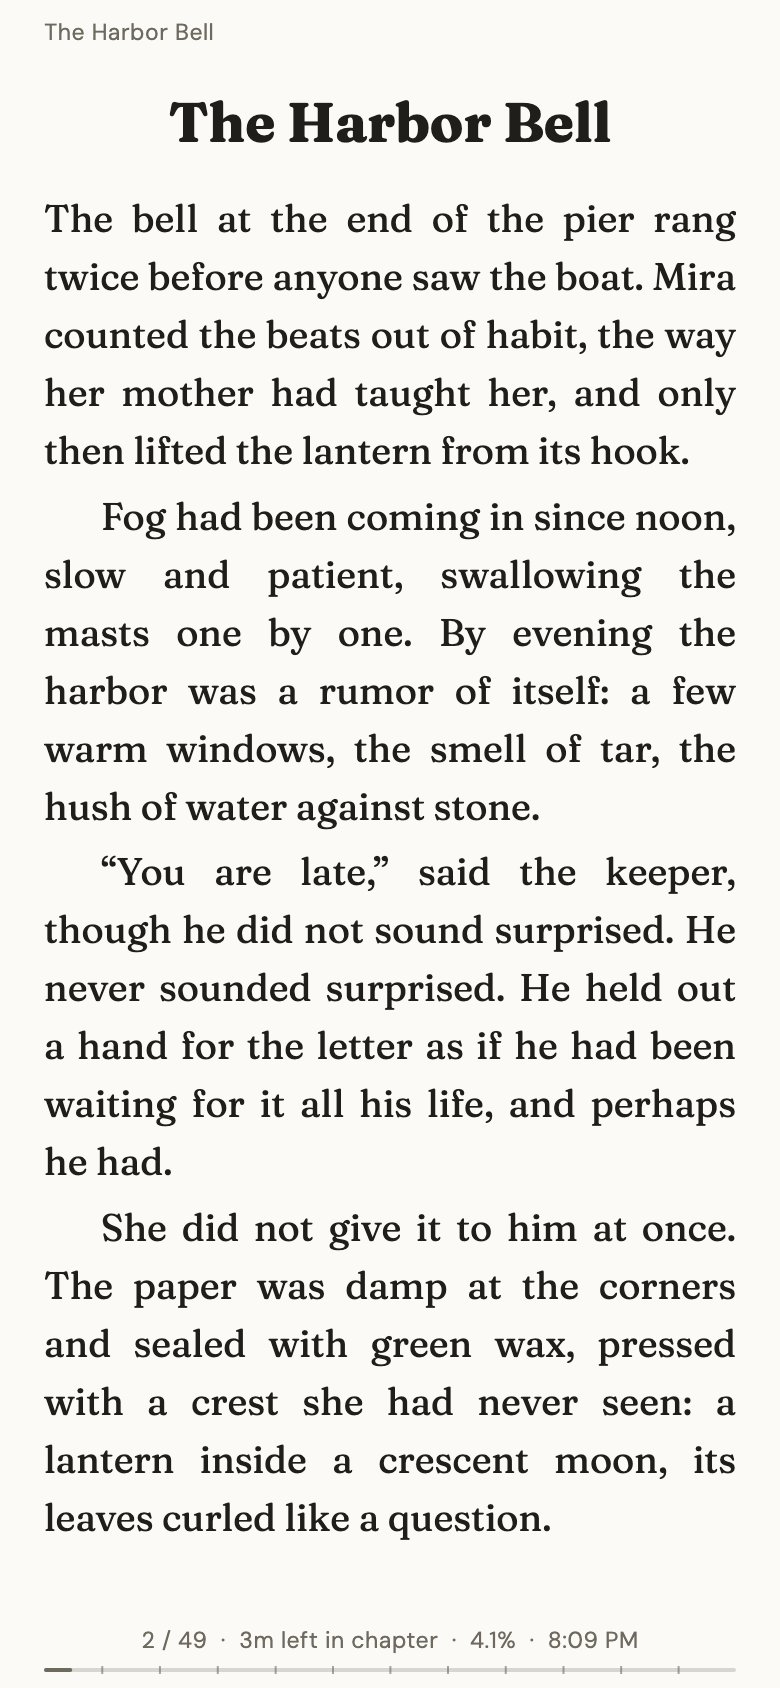 The Harbor Bell
The Harbor Bell
The bell at the end of the pier rang
twice before anyone saw the boat. Mira
counted the beats out of habit, the way
her mother had taught her, and only
then lifted the lantern from its hook.
Fog had been coming in since noon,
slow and patient, swallowing the
masts one by one. By evening the
harbor was a rumor of itself: a few
warm windows, the smell of tar, the
hush of water against stone.
“You are late,” said the keeper,
though he did not sound surprised. He
never sounded surprised. He held out
a hand for the letter as if he had been
waiting for it all his life, and perhaps
he had.
She did not give it to him at once.
The paper was damp at the corners
and sealed with green wax, pressed
with a crest she had never seen: a
lantern inside a crescent moon, its
leaves curled like a question.
2 / 49 · 3m left in chapter · 4.1% · 8:09 PM